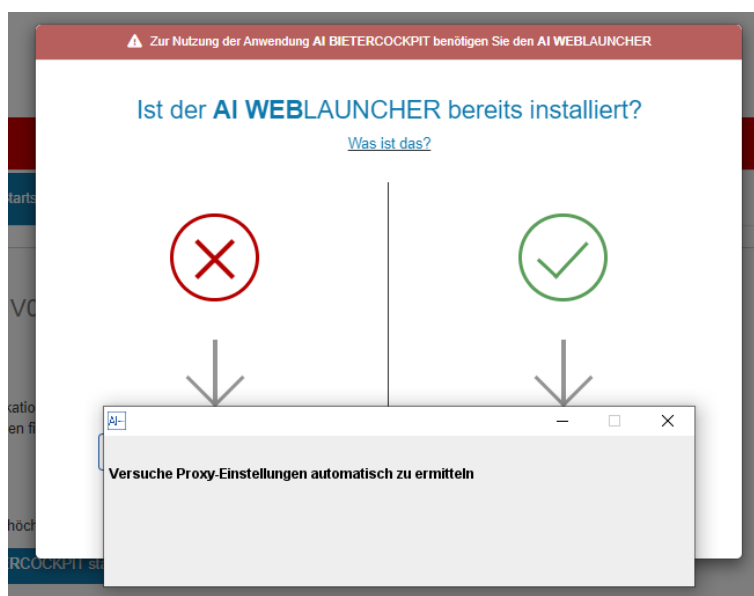 Zur Nutzung der Anwendung AI BIETERCOCKPIT benötigen Sie den AI WEBLAUNCHER
Ist der AI WEBLAUNCHER bereits installiert?
Was ist das?
AI
Versuche Proxy-Einstellungen automatisch zu ermitteln